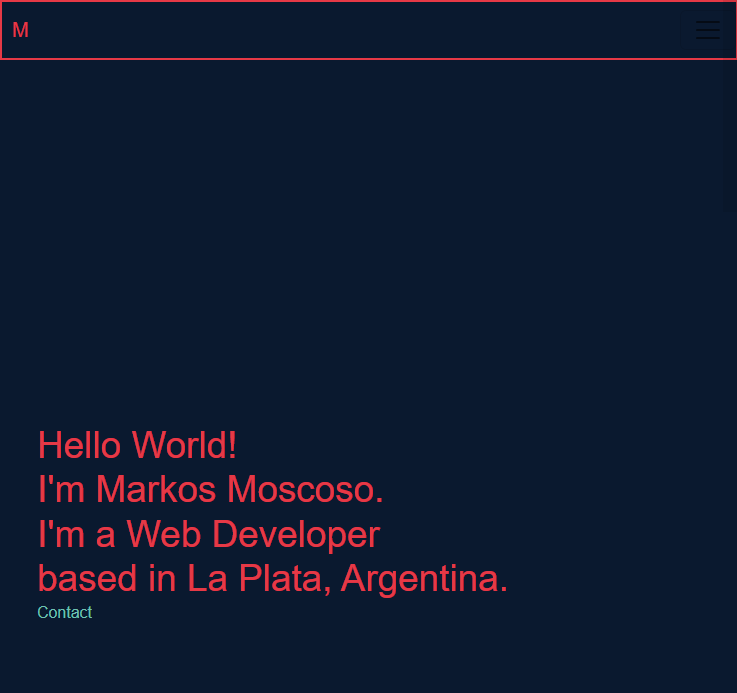 M
Hello World!
I'm Markos Moscoso.
I'm a Web Developer
based in La Plata, Argentina.
Contact